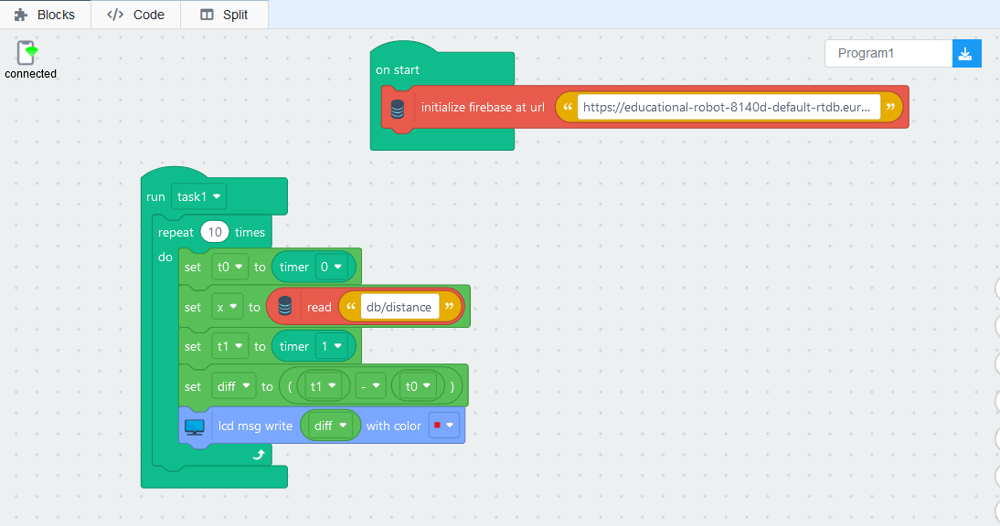 Blocks
</> Code
Split
connected
Program1
on start
initialize firebase at url “ https://educational-robot-8140d-default-rtdb.eur... ”
run task1
repeat 10 times
do
set t0 to timer 0
set x to read “ db/distance ”
set t1 to timer 1
set diff to ( t1 - t0 )
lcd msg write diff with color